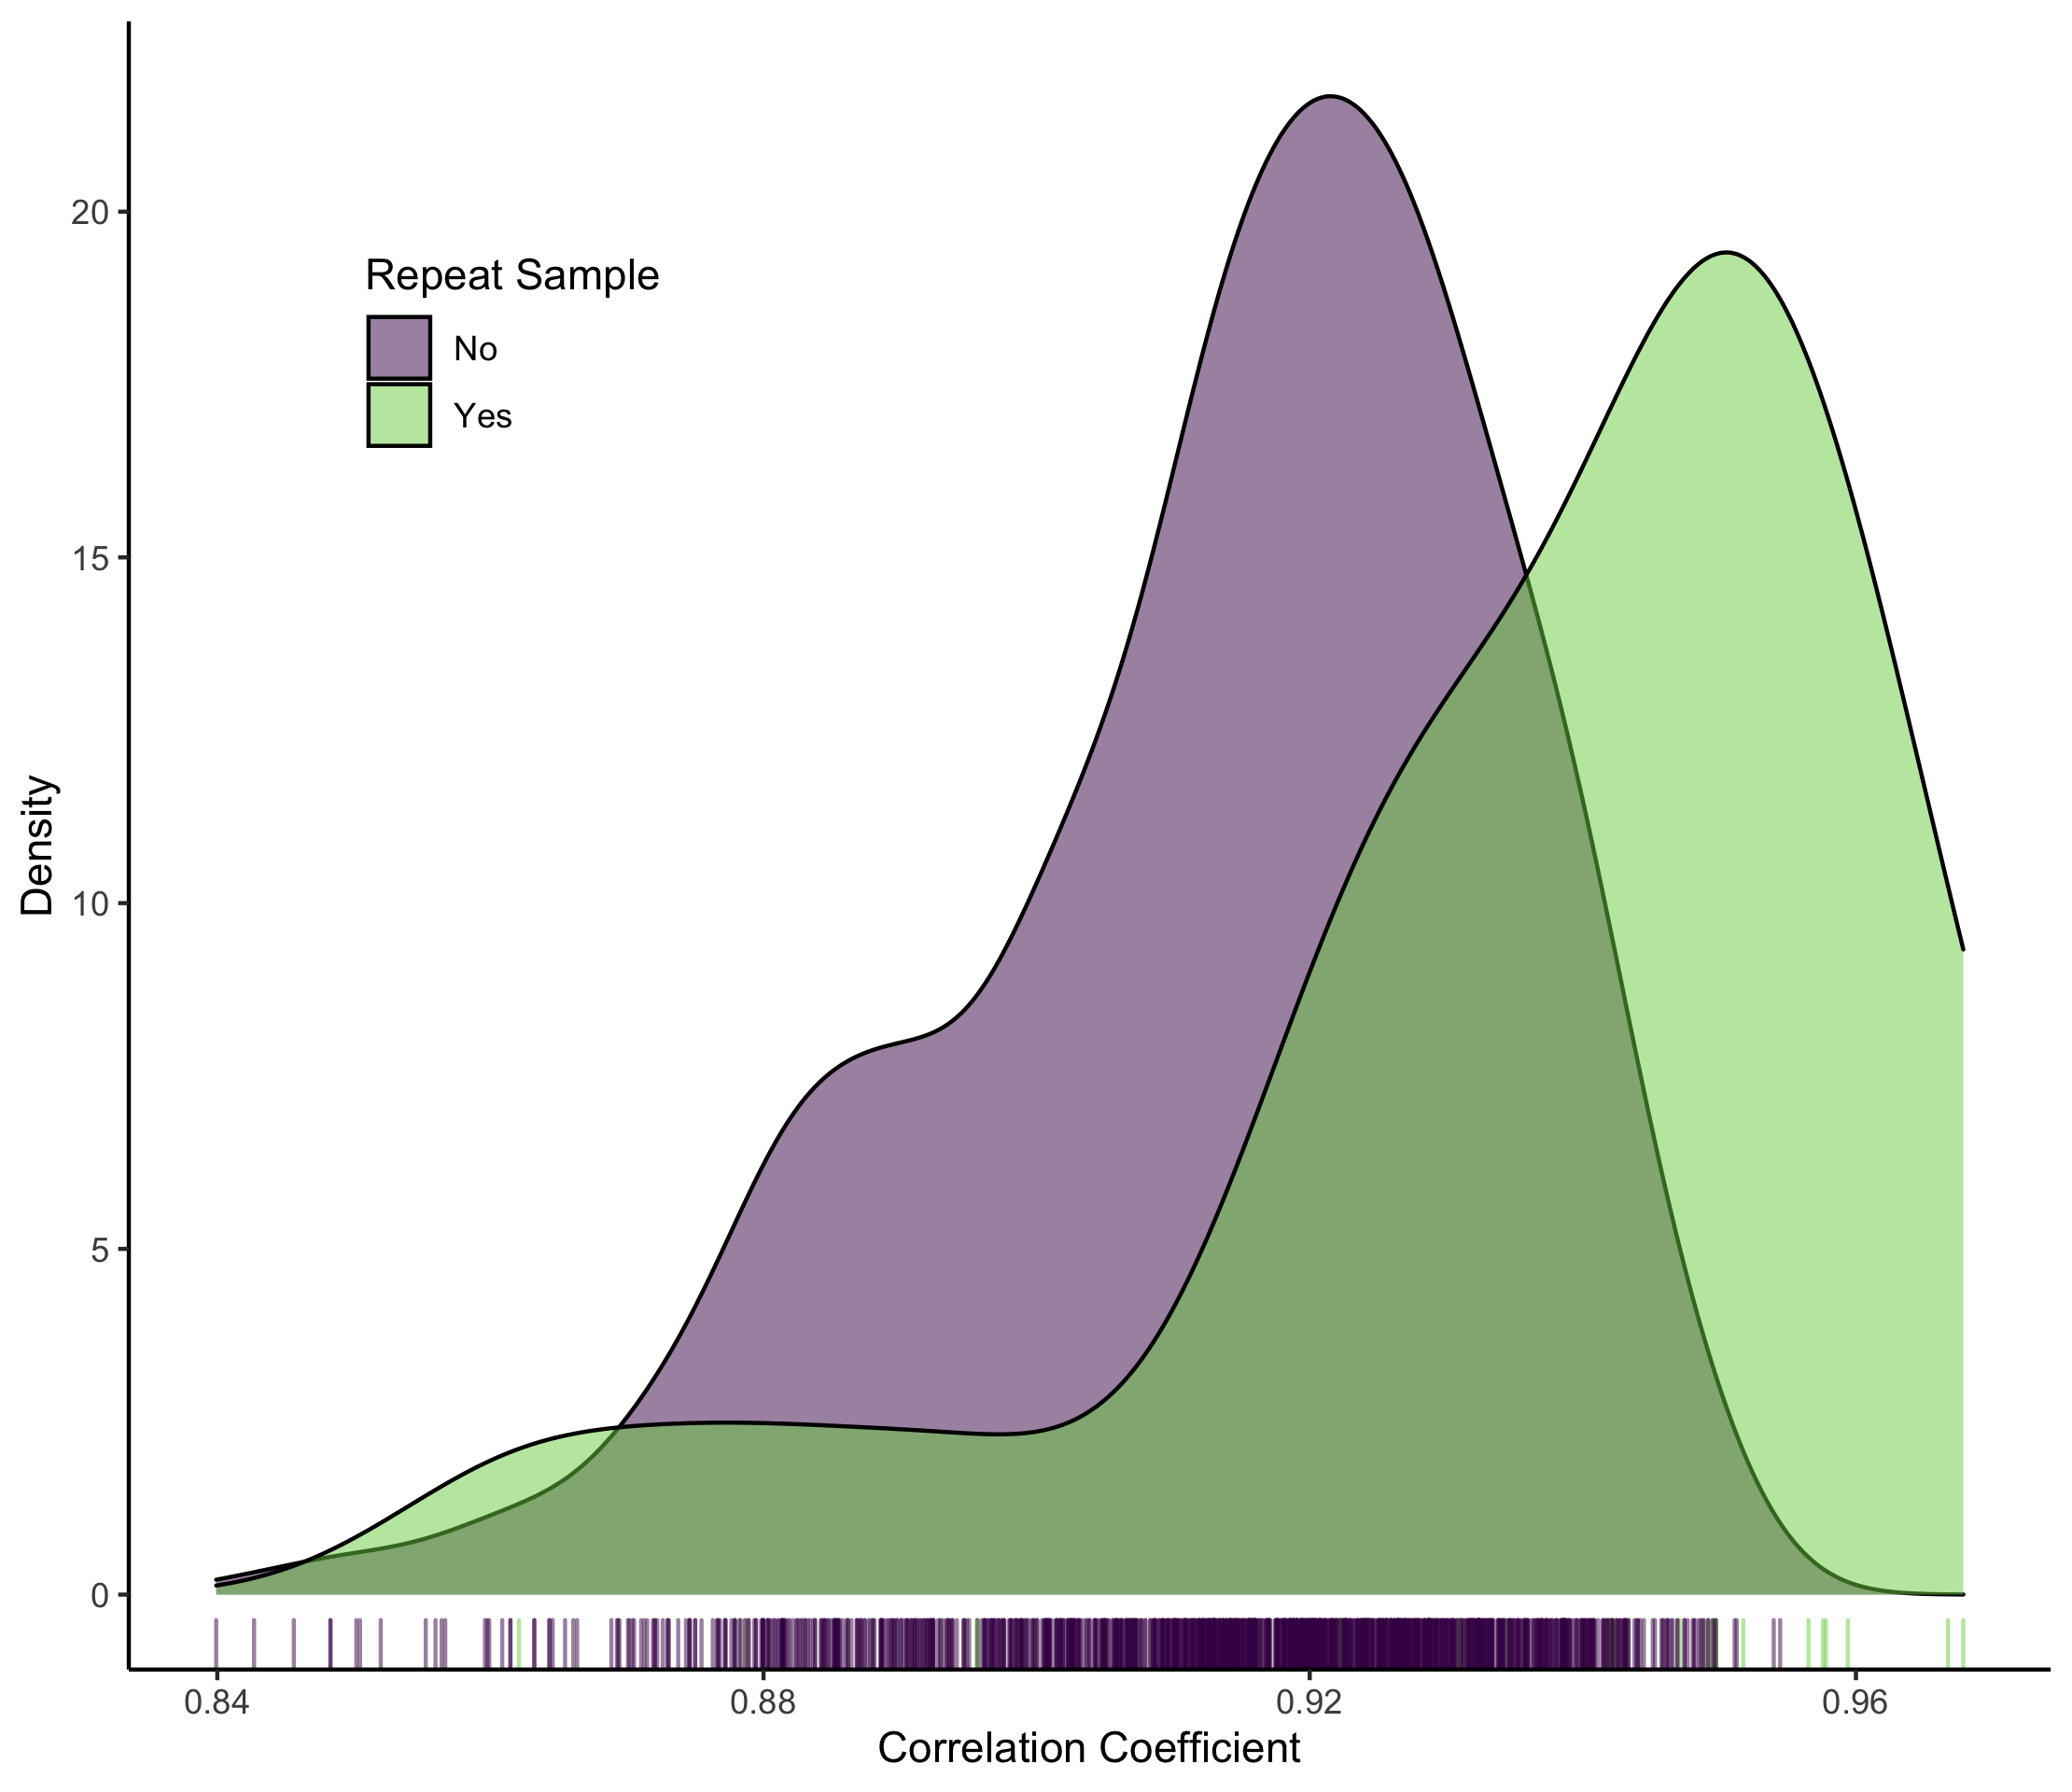 Repeat Sample
No
Yes
Density
20
15
10
5
0
0.84 0.88 0.92 0.96
Correlation Coefficient